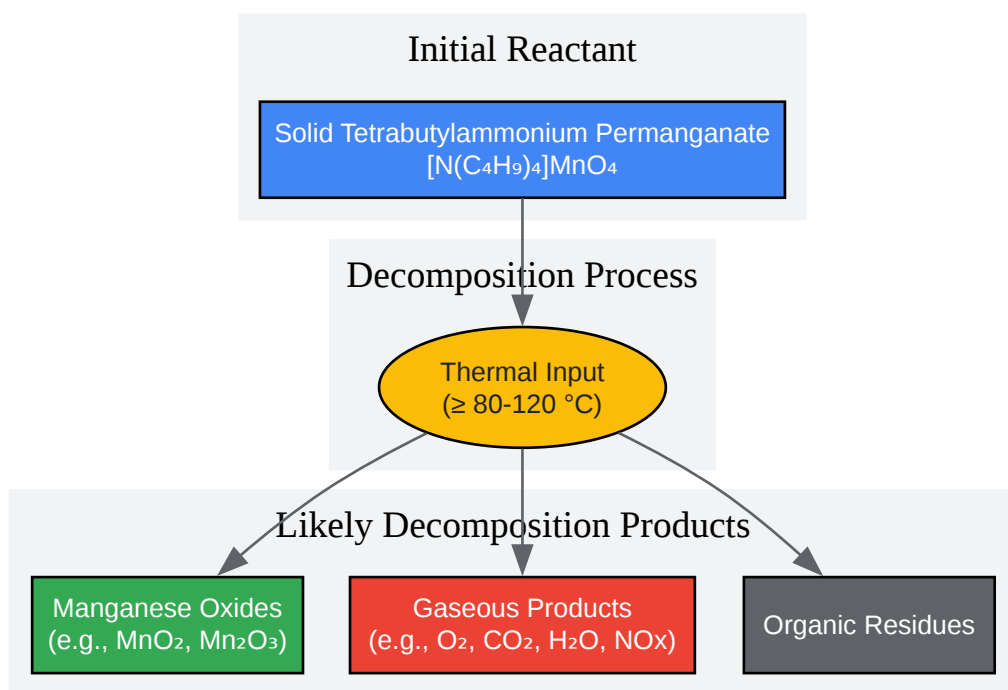 Initial Reactant
Solid Tetrabutylammonium Permanganate
[N(C₄H₉)₄]MnO₄
Decomposition Process
Thermal Input
(≥ 80-120 °C)
Likely Decomposition Products
Manganese Oxides
(e.g., MnO₂, Mn₂O₃)
Gaseous Products
(e.g., O₂, CO₂, H₂O, NOx)
Organic Residues